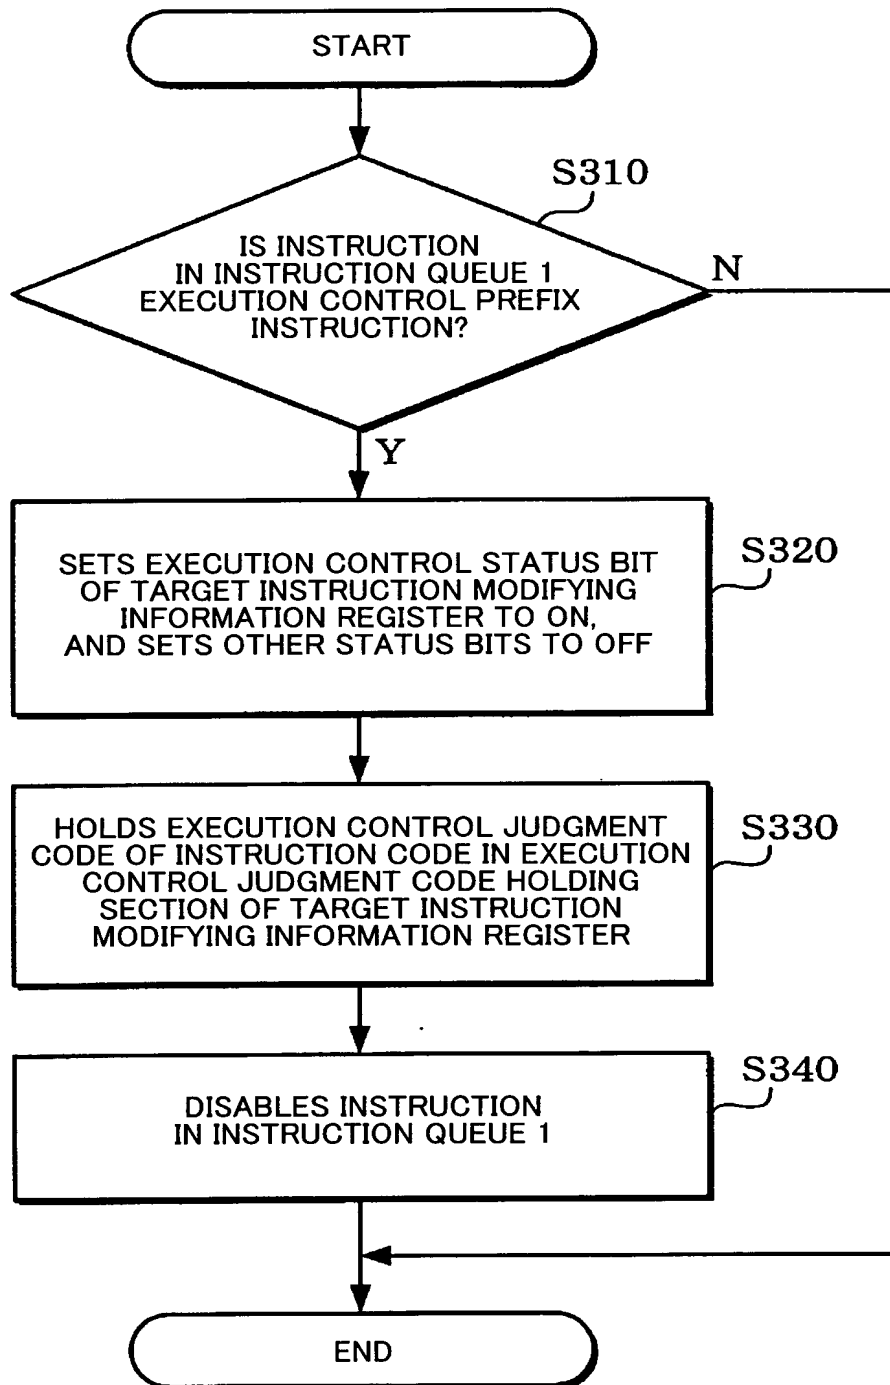 START
S310
IS INSTRUCTION
IN INSTRUCTION QUEUE 1
EXECUTION CONTROL PREFIX
INSTRUCTION?
N
Y
S320
SETS EXECUTION CONTROL STATUS BIT
OF TARGET INSTRUCTION MODIFYING
INFORMATION REGISTER TO ON,
AND SETS OTHER STATUS BITS TO OFF
S330
HOLDS EXECUTION CONTROL JUDGMENT
CODE OF INSTRUCTION CODE IN EXECUTION
CONTROL JUDGMENT CODE HOLDING
SECTION OF TARGET INSTRUCTION
MODIFYING INFORMATION REGISTER
S340
DISABLES INSTRUCTION
IN INSTRUCTION QUEUE 1
END